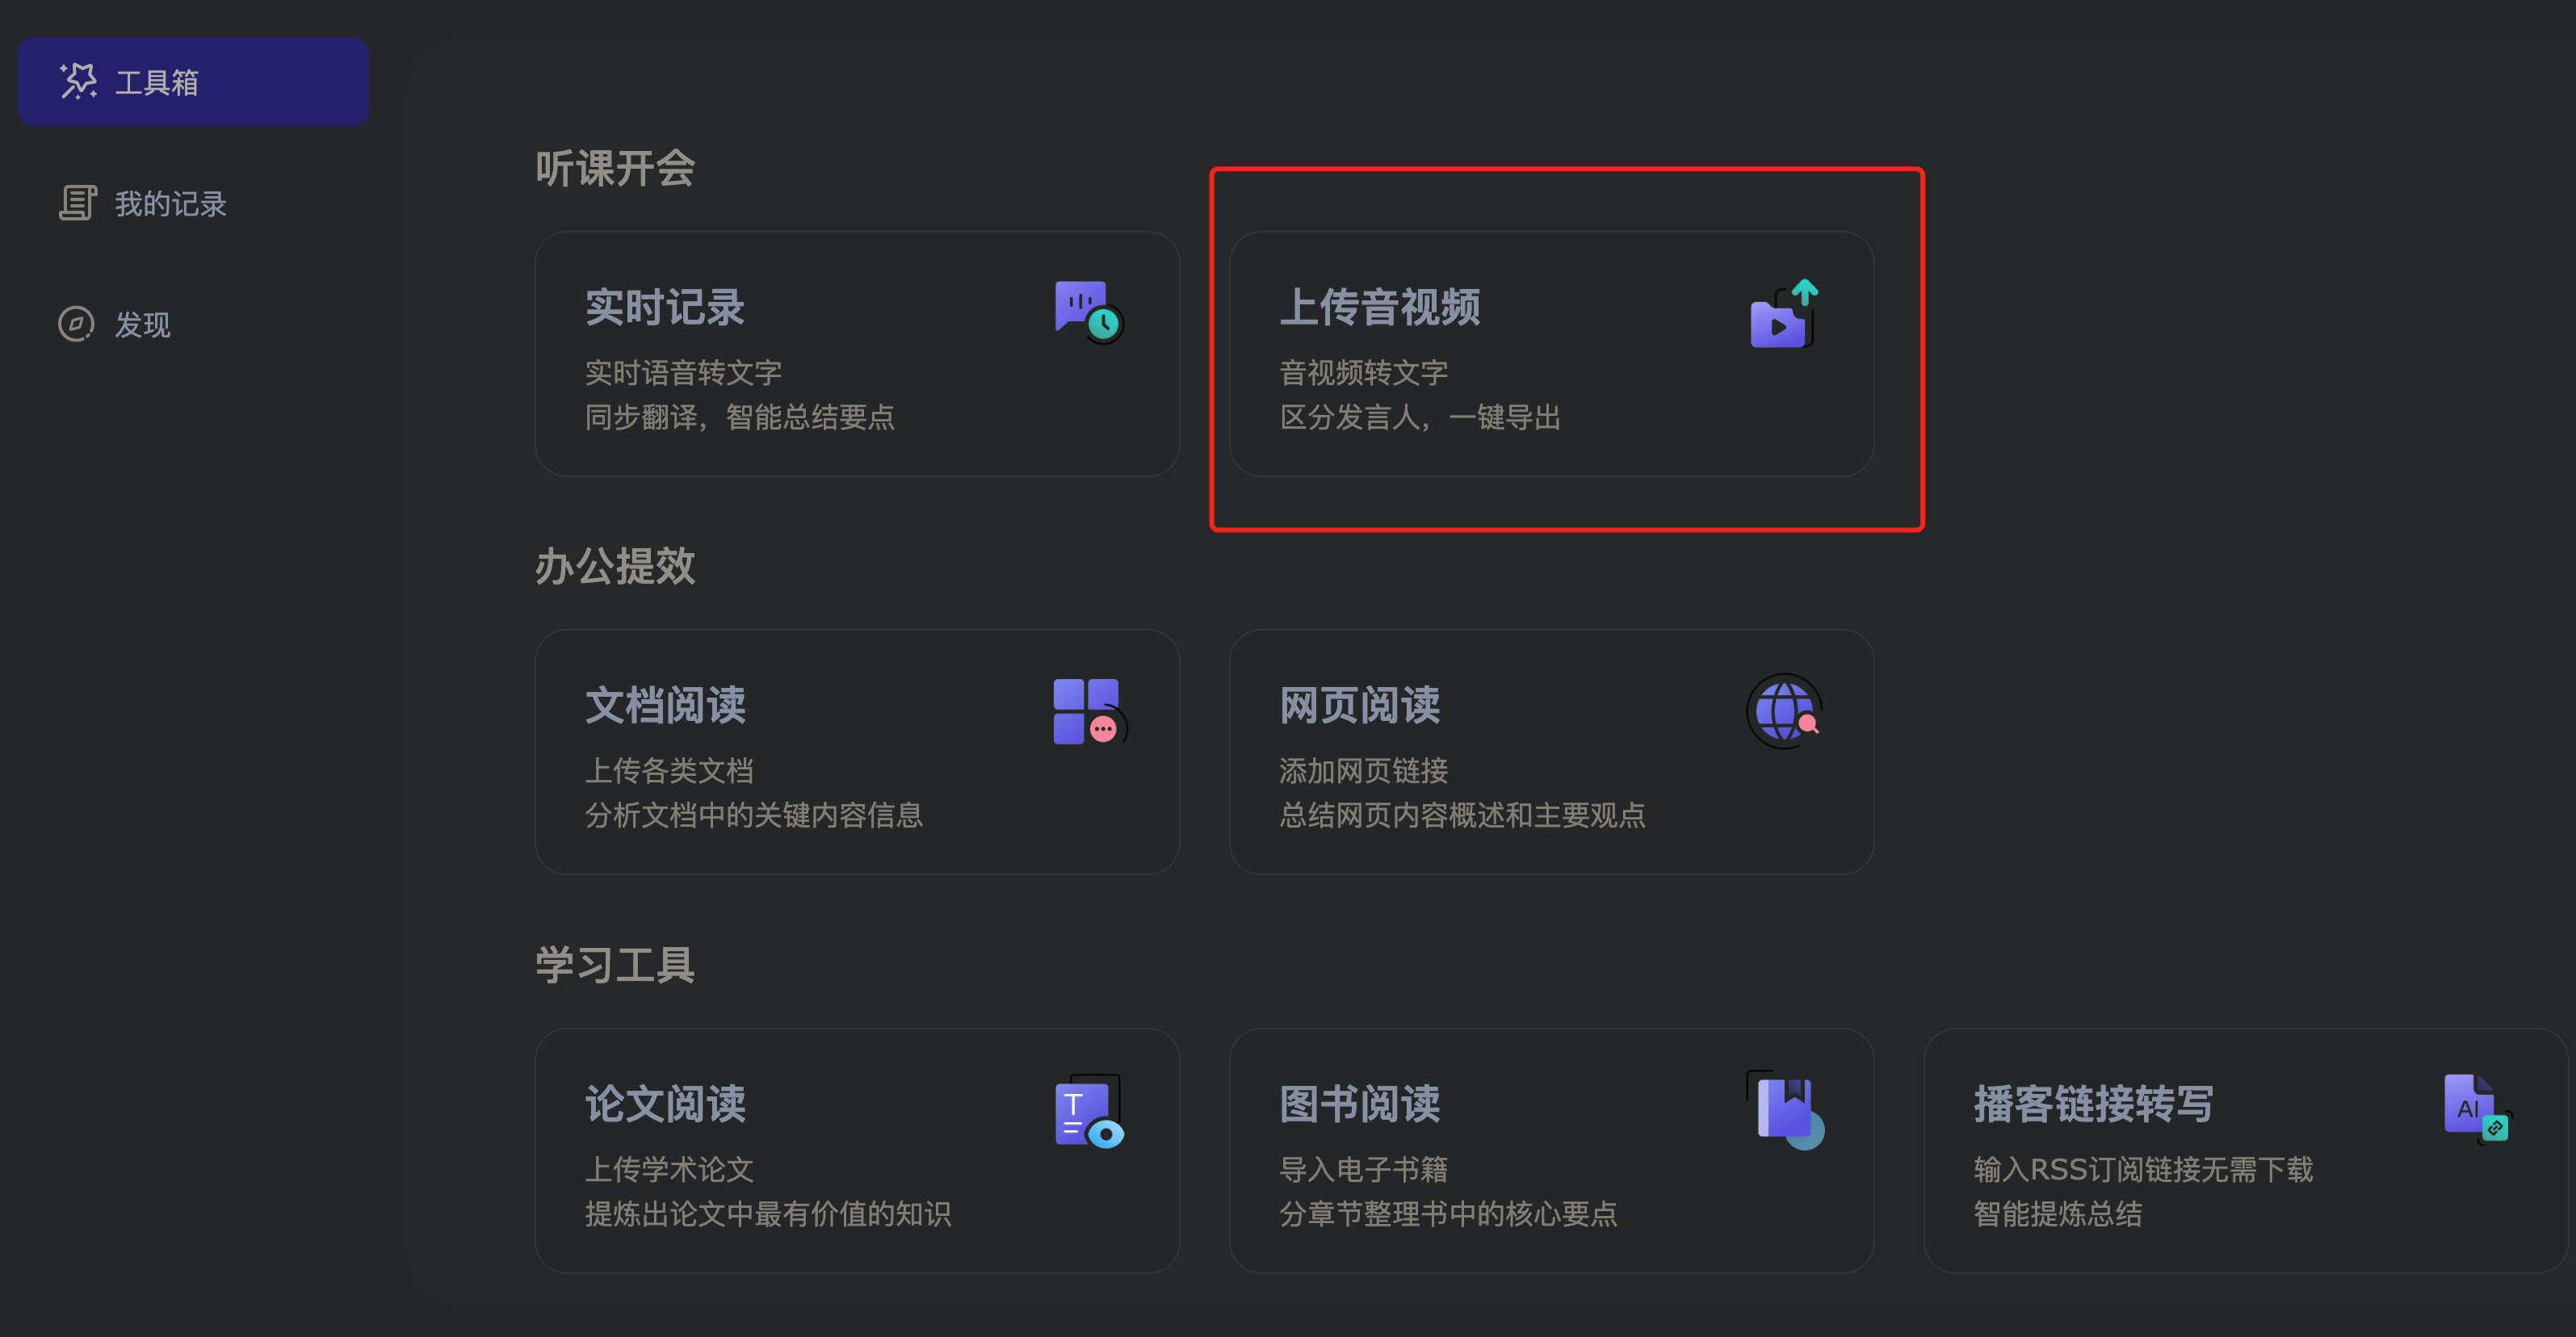 工具箱
我的记录
发现
听课开会
实时记录
实时语音转文字
同步翻译，智能总结要点
上传音视频
音视频转文字
区分发言人，一键导出
办公提效
文档阅读
上传各类文档
分析文档中的关键内容信息
网页阅读
添加网页链接
总结网页内容概述和主要观点
学习工具
论文阅读
T
上传学术论文
提炼出论文中最有价值的知识
图书阅读
导入电子书籍
分章节整理书中的核心要点
播客链接转写
AI
输入RSS订阅链接无需下载
智能提炼总结